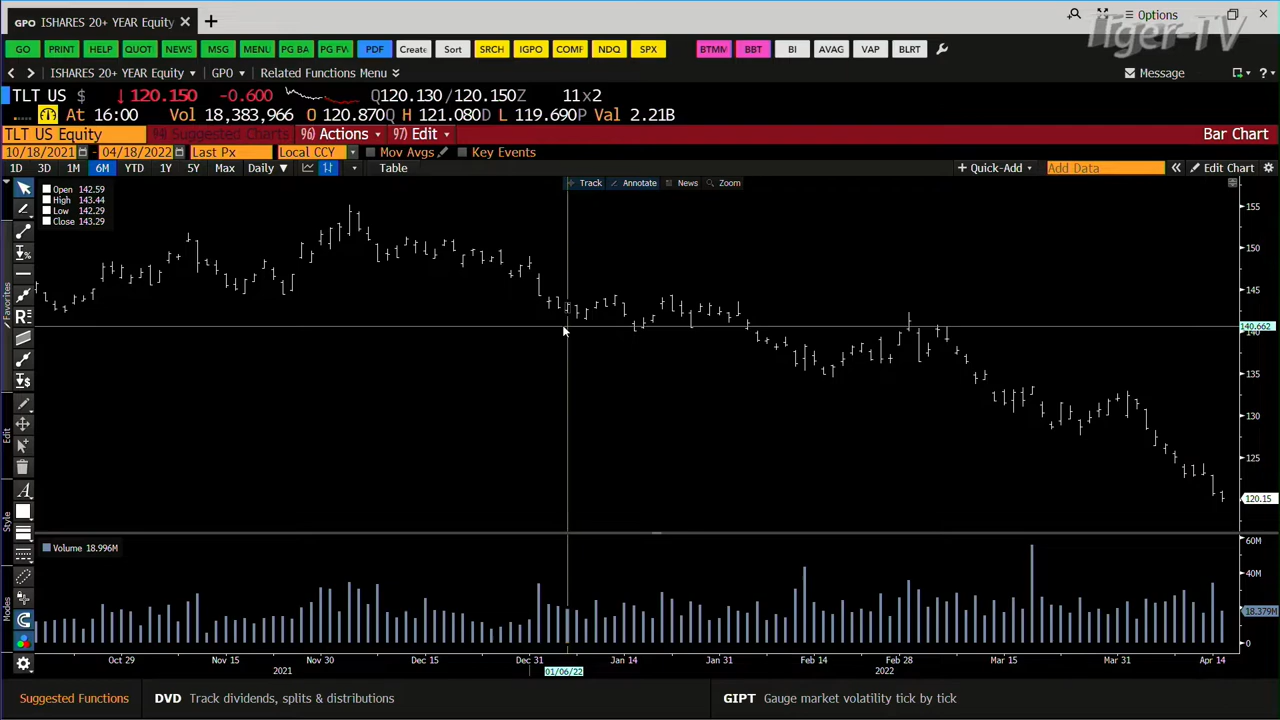 GPO ISHARES 20+ YEAR Equity
Options
Tiger-TV
GO PRINT HELP QUOT NEWS MSG MENU PG BA PG FV PDF Create Sort SRCH IGPO COMF NDQ SPX BTMM BBT BI AVAG VAP BLRT
ISHARES 20+ YEAR Equity GPO Related Functions Menu Message
TLT US $ ↓120.150 -0.600 Q120.130/120.150Z 11x2
At 16:00 Vol 18,383,966 O 120.870Q H 121.080D L 119.690P Val 2.21B
TLT US Equity 94) Suggested Charts 96) Actions 97) Edit Bar Chart
10/18/2021 - 04/18/2022 Last Px Local CCY Mov Avgs Key Events
1D 3D 1M 6M YTD 1Y 5Y Max Daily ▼ Table + Quick-Add Add Data « Edit Chart
Track Annotate News Zoom
Open 142.59
High 143.44
Low 142.29
Close 143.29
155
150
145
140.662
140
135
130
125
120.15
Favorites
Edit
Style
Modes
Volume 18.996M
60M
40M
18.379M
0
Oct 29 Nov 15 Nov 30 Dec 15 Dec 31 Jan 14 Jan 31 Feb 14 Feb 28 Mar 15 Mar 31 Apr 14
2021 01/06/22 2022
Suggested Functions DVD Track dividends, splits & distributions GIPT Gauge market volatility tick by tick